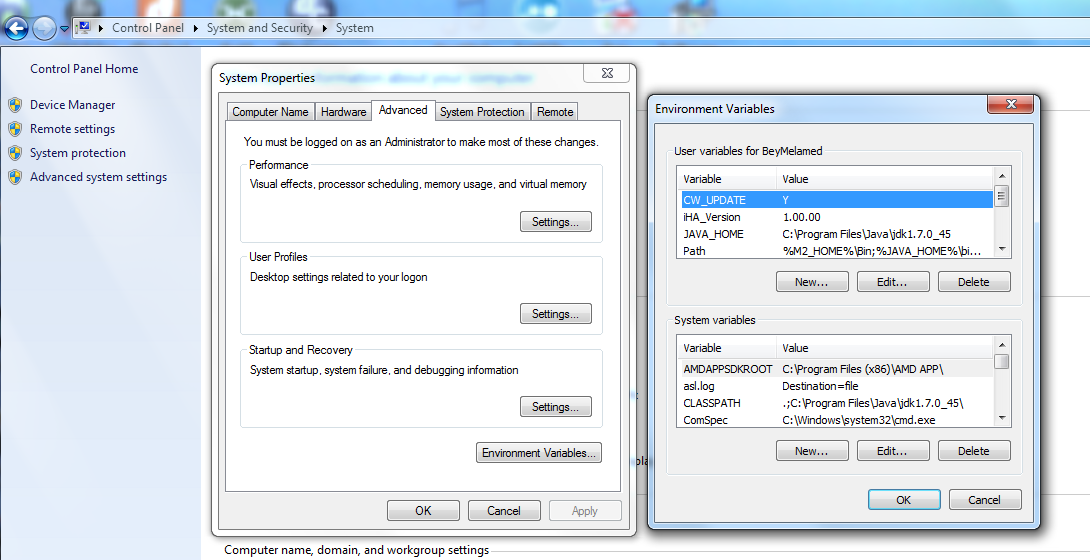 Control Panel System and Security System
Control Panel Home
Device Manager
Remote settings
System protection
Advanced system settings
System Properties
Computer Name Hardware Advanced System Protection Remote
You must be logged on as an Administrator to make most of these changes.
Performance
Visual effects, processor scheduling, memory usage, and virtual memory
Settings...
User Profiles
Desktop settings related to your logon
Settings...
Startup and Recovery
System startup, system failure, and debugging information
Settings...
Environment Variables...
OK Cancel Apply
Environment Variables
User variables for BeyMelamed
Variable Value
CW_UPDATE Y
iHA_Version 1.00.00
JAVA_HOME C:\Program Files\Java\jdk1.7.0_45
Path %M2_HOME%\Bin;%JAVA_HOME%\bi...
New... Edit... Delete
System variables
Variable Value
AMDAPPSDKROOT C:\Program Files (x86)\AMD APP\
asl.log Destination=file
CLASSPATH .;C:\Program Files\Java\jdk1.7.0_45\
ComSpec C:\Windows\system32\cmd.exe
New... Edit... Delete
OK Cancel
Computer name, domain, and workgroup settings